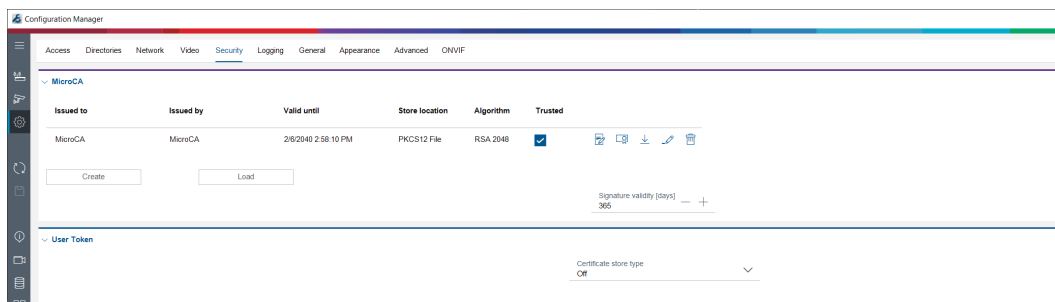 Configuration Manager
Access Directories Network Video Security Logging General Appearance Advanced ONVIF
MicroCA
Issued to Issued by Valid until Store location Algorithm Trusted
MicroCA MicroCA 2/6/2040 2:58:10 PM PKCS12 File RSA 2048
Create Load
Signature validity [days]
365
User Token
Certificate store type
Off